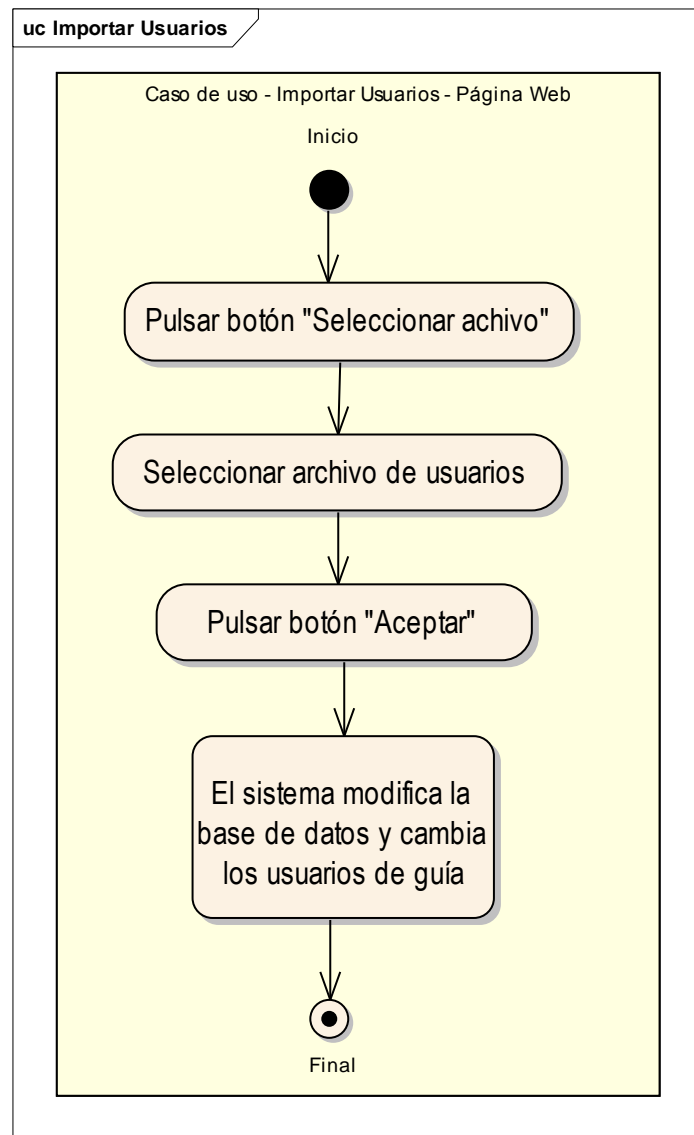 uc Importar Usuarios
Caso de uso - Importar Usuarios - Página Web
Inicio
Pulsar botón "Seleccionar achivo"
Seleccionar archivo de usuarios
Pulsar botón "Aceptar"
El sistema modifica la
base de datos y cambia
los usuarios de guía
Final